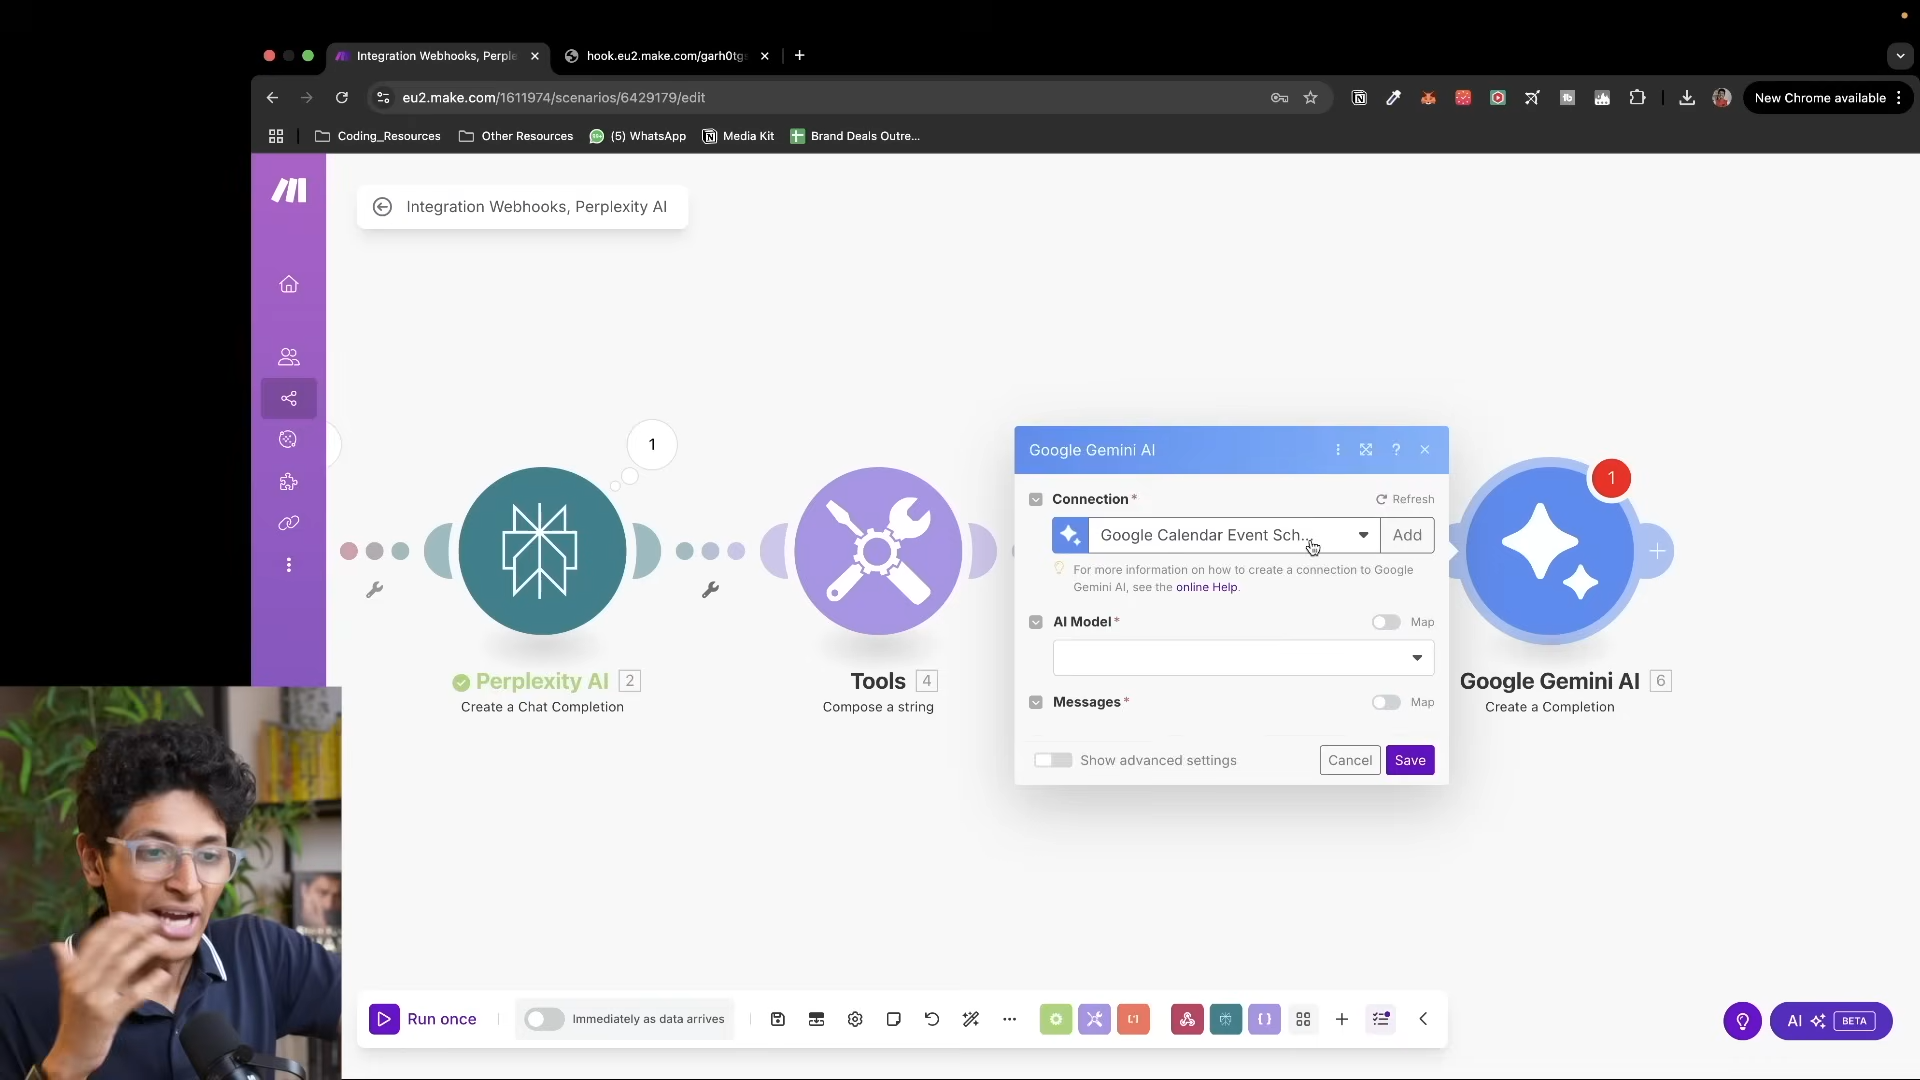 Integration Webhooks, Perple
hook.eu2.make.com/garh0tgs
eu2.make.com/1611974/scenarios/6429179/edit
New Chrome available
Coding_Resources
Other Resources
(5) WhatsApp
Media Kit
Brand Deals Outre...
Integration Webhooks, Perplexity AI
1
Google Gemini AI
1
Connection*
Refresh
Google Calendar Event Sch...
Add
For more information on how to create a connection to Google
Gemini AI, see the online Help.
AI Model*
Map
Messages*
Map
Show advanced settings
Cancel
Save
Perplexity AI 2
Create a Chat Completion
Tools 4
Compose a string
Google Gemini AI 6
Create a Completion
Run once
Immediately as data arrives
AI
BETA